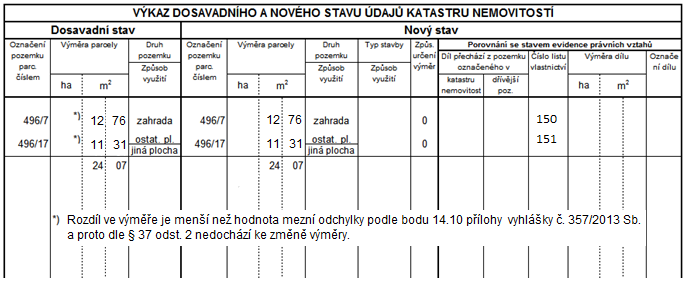 VÝKAZ DOSAVADNÍHO A NOVÉHO STAVU ÚDAJŮ KATASTRU NEMOVITOSTÍ
Dosavadní stav Nový stav
Označení pozemku parc. číslem Výměra parcely Druh pozemku Označení pozemku parc. číslem Výměra parcely Druh pozemku Typ stavby Způs. určení výměr Porovnání se stavem evidence právních vztahů
Způsob využití Způsob využití Způsob využití Díl přechází z pozemku označeného v Číslo listu vlastnictví Výměra dílu Označe ní dílu
ha m2 ha m2 katastru nemovitostí dřívější poz. ha m2
496/7 *) 12 76 zahrada 496/7 12 76 zahrada 0 150
496/17 *) 11 31 ostat. pl. jiná plocha 496/17 11 31 ostat. pl. jiná plocha 0 151
24 07 24 07
*) Rozdíl ve výměře je menší než hodnota mezní odchylky podle bodu 14.10 přílohy vyhlášky č. 357/2013 Sb.
a proto dle § 37 odst. 2 nedochází ke změně výměry.